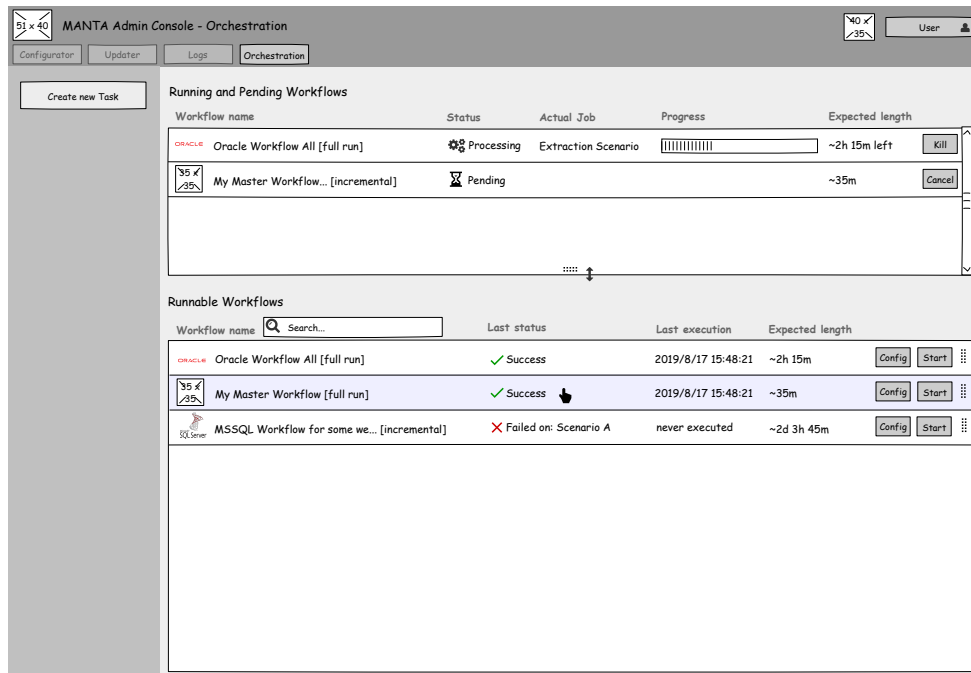 51 x 40 MANTA Admin Console - Orchestration 40 x 35 User
Configurator Updater Logs Orchestration
Create new Task
Running and Pending Workflows
Workflow name Status Actual Job Progress Expected length
ORACLE Oracle Workflow All [full run] Processing Extraction Scenario ~2h 15m left Kill
35 x 35 My Master Workflow... [incremental] Pending ~35m Cancel
Runnable Workflows
Workflow name Search... Last status Last execution Expected length
ORACLE Oracle Workflow All [full run] Success 2019/8/17 15:48:21 ~2h 15m Config Start
35 x 35 My Master Workflow [full run] Success 2019/8/17 15:48:21 ~35m Config Start
SQL Server MSSQL Workflow for some we... [incremental] Failed on: Scenario A never executed ~2d 3h 45m Config Start